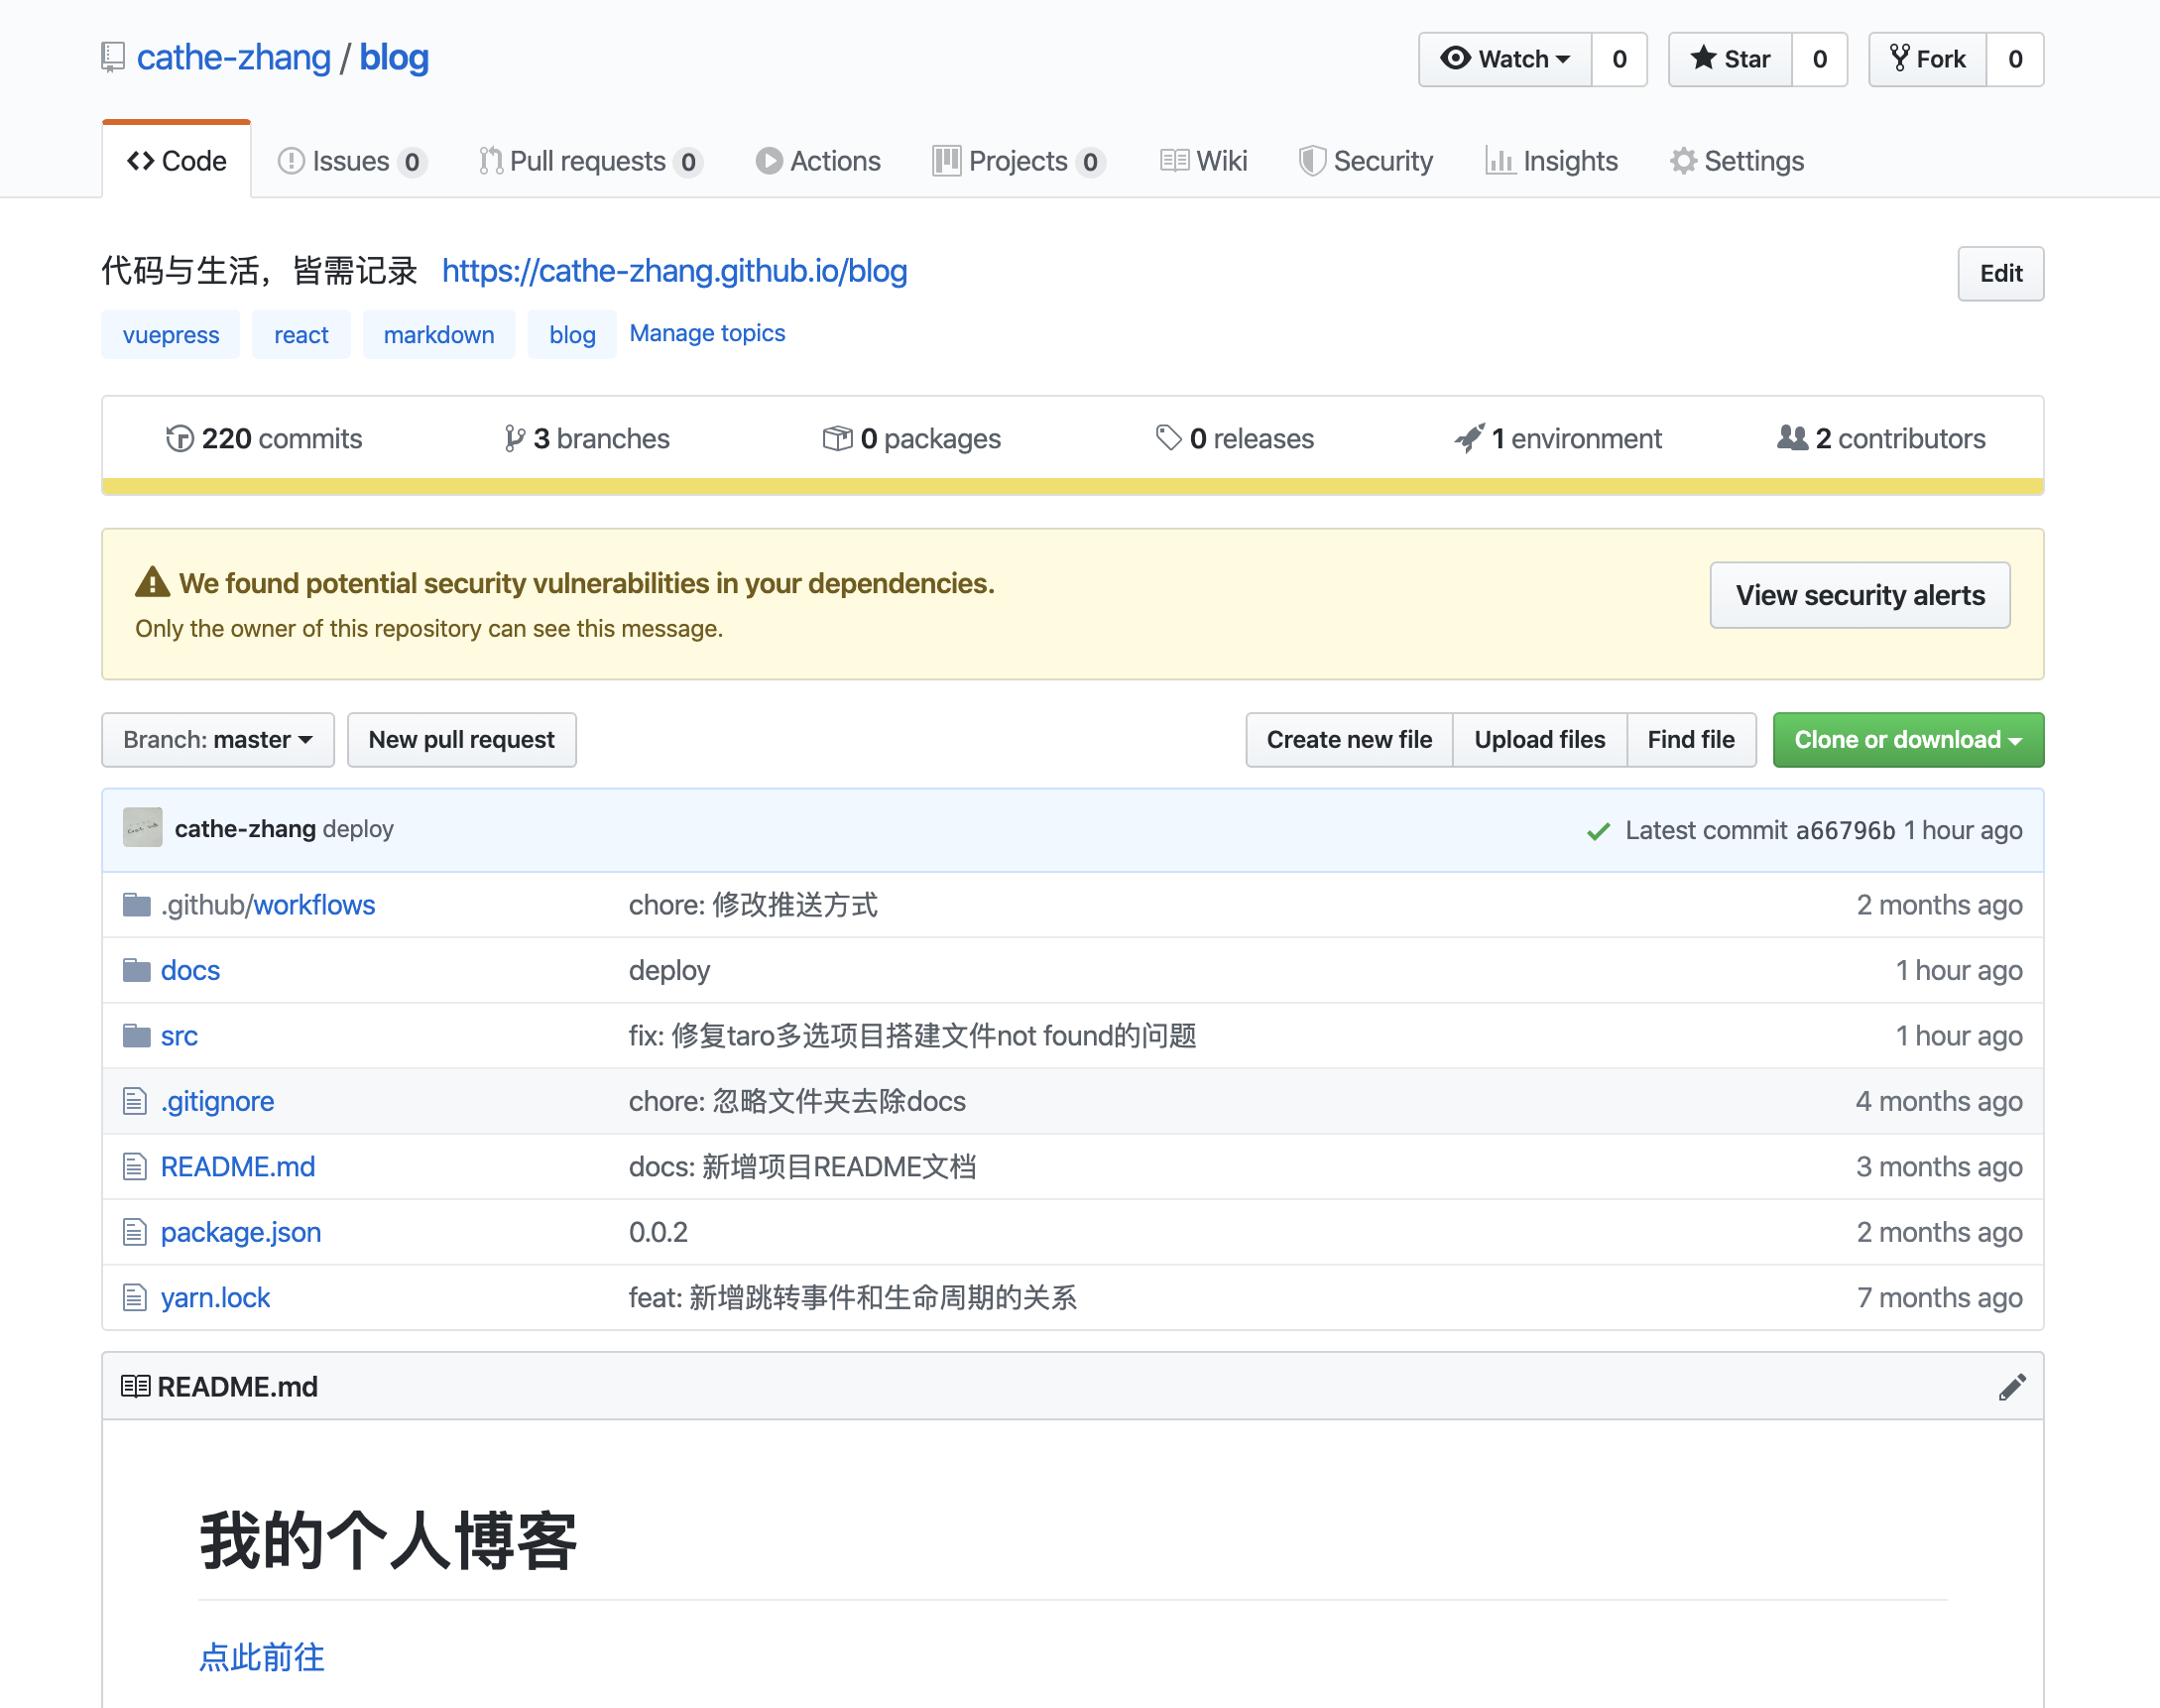 cathe-zhang / blog
Watch 0 Star 0 Fork 0
Code Issues 0 Pull requests 0 Actions Projects 0 Wiki Security Insights Settings
代码与生活，皆需记录 https://cathe-zhang.github.io/blog
Edit
vuepress react markdown blog Manage topics
220 commits 3 branches 0 packages 0 releases 1 environment 2 contributors
We found potential security vulnerabilities in your dependencies.
Only the owner of this repository can see this message.
View security alerts
Branch: master New pull request Create new file Upload files Find file Clone or download
cathe-zhang deploy Latest commit a66796b 1 hour ago
.github/workflows chore: 修改推送方式 2 months ago
docs deploy 1 hour ago
src fix: 修复taro多选项目搭建文件not found的问题 1 hour ago
.gitignore chore: 忽略文件夹去除docs 4 months ago
README.md docs: 新增项目README文档 3 months ago
package.json 0.0.2 2 months ago
yarn.lock feat: 新增跳转事件和生命周期的关系 7 months ago
README.md
我的个人博客
点此前往